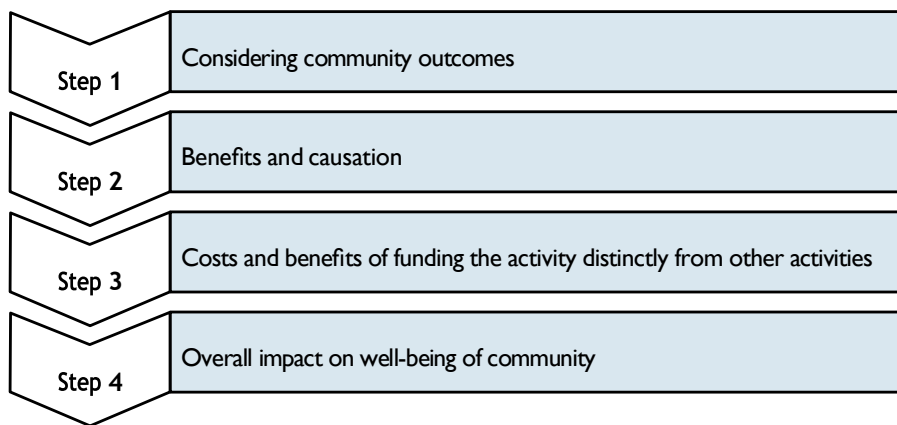 Step 1
Considering community outcomes
Step 2
Benefits and causation
Step 3
Costs and benefits of funding the activity distinctly from other activities
Step 4
Overall impact on well-being of community